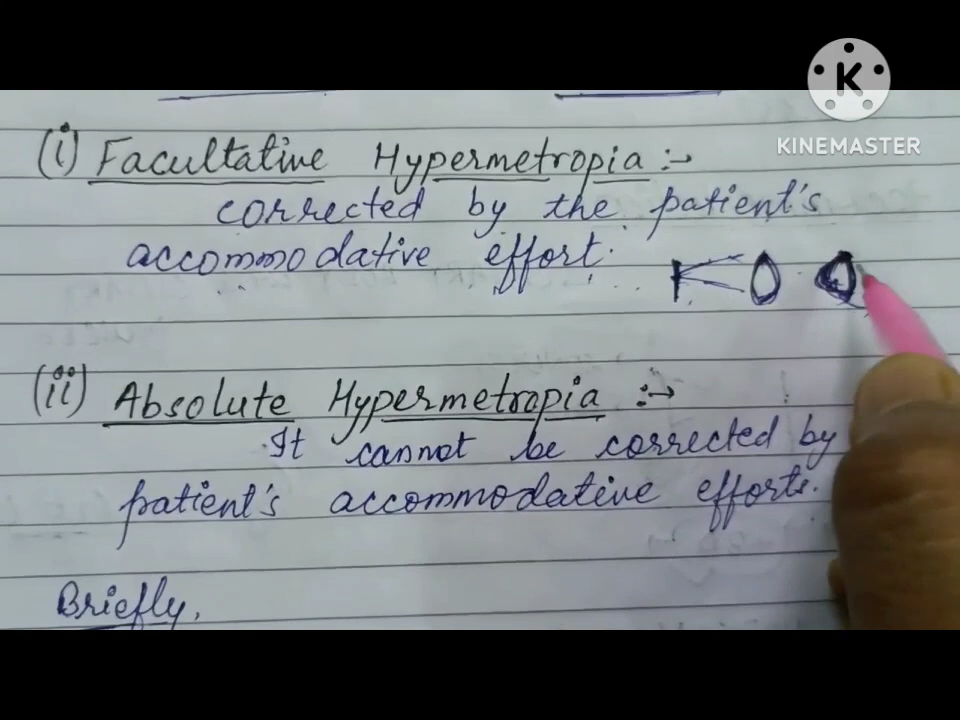 K
KINEMASTER
(i) Facultative Hypermetropia :→
corrected by the patient's
accommodative effort.
(ii) Absolute Hypermetropia :→
It cannot be corrected by
patient's accommodative efforts.
Briefly,